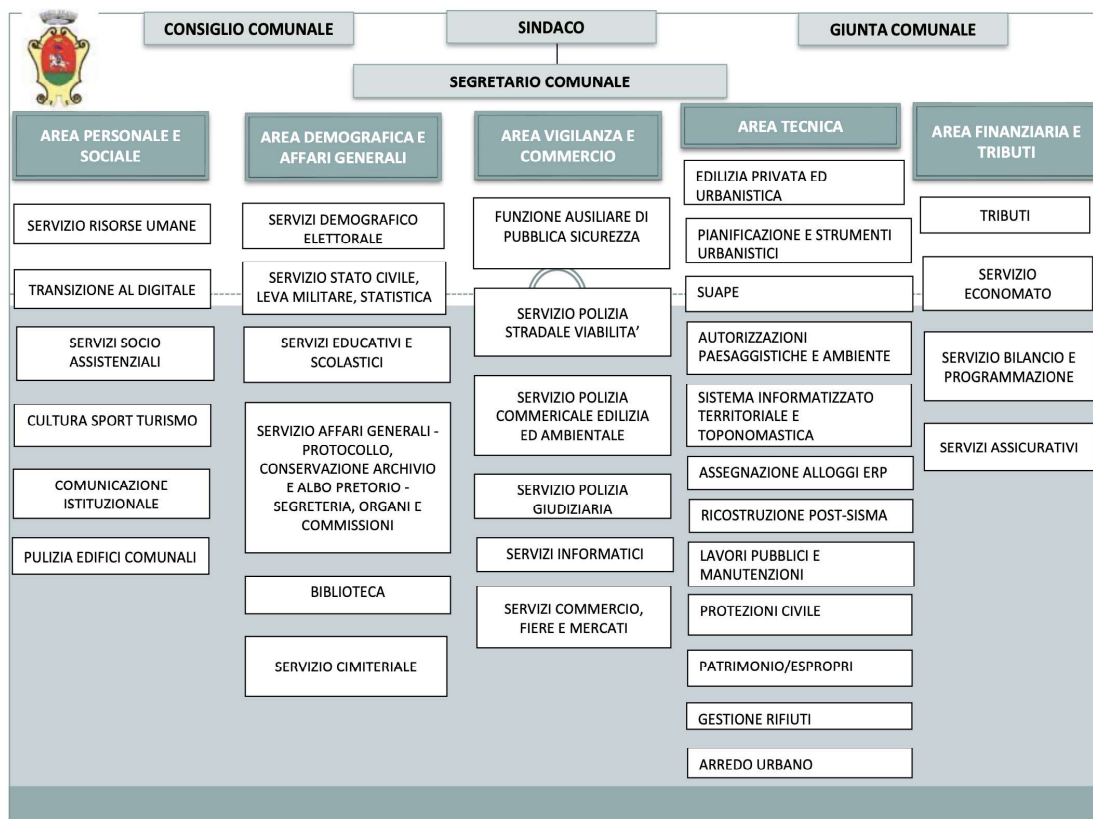 CONSIGLIO COMUNALE
SINDACO
GIUNTA COMUNALE
SEGRETARIO COMUNALE
AREA PERSONALE E
SOCIALE
SERVIZIO RISORSE UMANE
TRANSIZIONE AL DIGITALE
SERVIZI SOCIO
ASSISTENZIALI
CULTURA SPORT TURISMO
COMUNICAZIONE
ISTITUZIONALE
PULIZIA EDIFICI COMUNALI
AREA DEMOGRAFICA E
AFFARI GENERALI
SERVIZI DEMOGRAFICO
ELETTORALE
SERVIZIO STATO CIVILE,
LEVA MILITARE, STATISTICA
SERVIZI EDUCATIVI E
SCOLASTICI
SERVIZIO AFFARI GENERALI -
PROTOCOLLO,
CONSERVAZIONE ARCHIVIO
E ALBO PRETORIO -
SEGRETERIA, ORGANI E
COMMISSIONI
BIBLIOTECA
SERVIZIO CIMITERIALE
AREA VIGILANZA E
COMMERCIO
FUNZIONE AUSILIARE DI
PUBBLICA SICUREZZA
SERVIZIO POLIZIA
STRADALE VIABILITA’
SERVIZIO POLIZIA
COMMERICALE EDILIZIA
ED AMBIENTALE
SERVIZIO POLIZIA
GIUDIZIARIA
SERVIZI INFORMATICI
SERVIZI COMMERCIO,
FIERE E MERCATI
AREA TECNICA
EDILIZIA PRIVATA ED
URBANISTICA
PIANIFICAZIONE E STRUMENTI
URBANISTICI
SUAPE
AUTORIZZAZIONI
PAESAGGISTICHE E AMBIENTE
SISTEMA INFORMATIZZATO
TERRITORIALE E
TOPONOMASTICA
ASSEGNAZIONE ALLOGGI ERP
RICOSTRUZIONE POST-SISMA
LAVORI PUBBLICI E
MANUTENZIONI
PROTEZIONI CIVILE
PATRIMONIO/ESPROPRI
GESTIONE RIFIUTI
ARREDO URBANO
AREA FINANZIARIA E
TRIBUTI
TRIBUTI
SERVIZIO
ECONOMATO
SERVIZIO BILANCIO E
PROGRAMMAZIONE
SERVIZI ASSICURATIVI